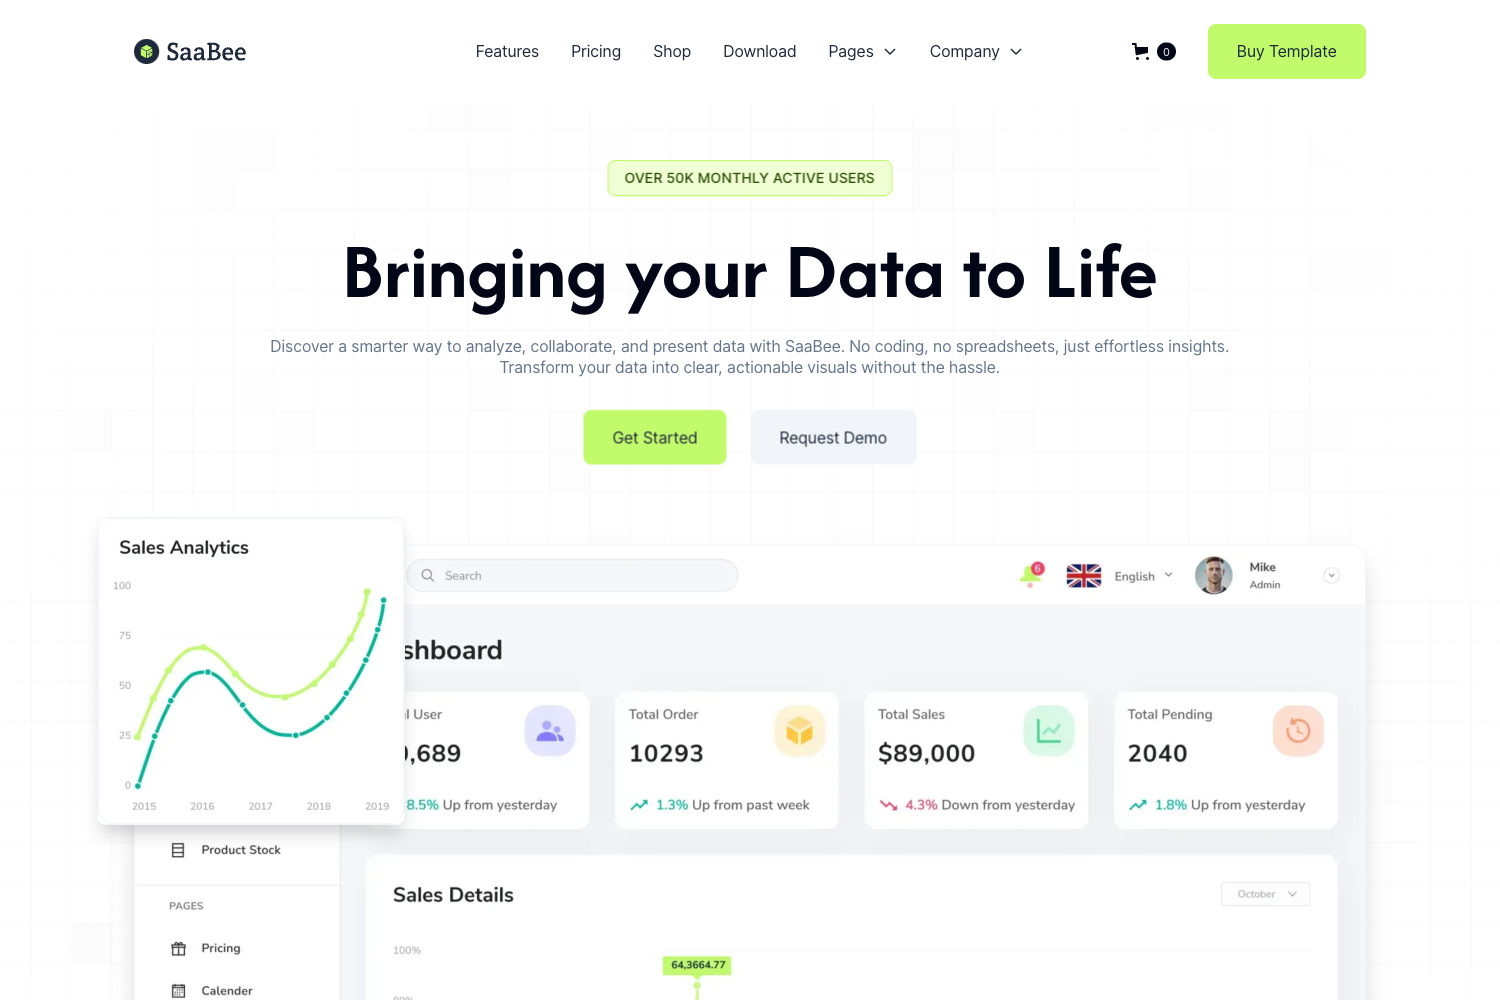 SaaBee
Features
Pricing
Shop
Download
Pages
Company
0
Buy Template
OVER 50K MONTHLY ACTIVE USERS
Bringing your Data to Life
Discover a smarter way to analyze, collaborate, and present data with SaaBee. No coding, no spreadsheets, just effortless insights.
Transform your data into clear, actionable visuals without the hassle.
Get Started
Request Demo
Sales Analytics
100
75
50
25
0
2015
2016
2017
2018
2019
Search
6
English
Mike
Admin
shboard
l User
,689
8.5% Up from yesterday
Total Order
10293
1.3% Up from past week
Total Sales
$89,000
4.3% Down from yesterday
Total Pending
2040
1.8% Up from yesterday
Product Stock
PAGES
Pricing
Calender
Sales Details
October
100%
64,3664.77